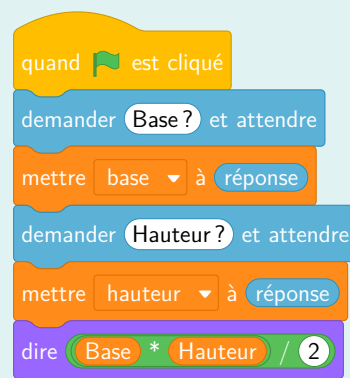 quand est cliqué
demander Base ? et attendre
mettre base à réponse
demander Hauteur ? et attendre
mettre hauteur à réponse
dire Base * Hauteur / 2